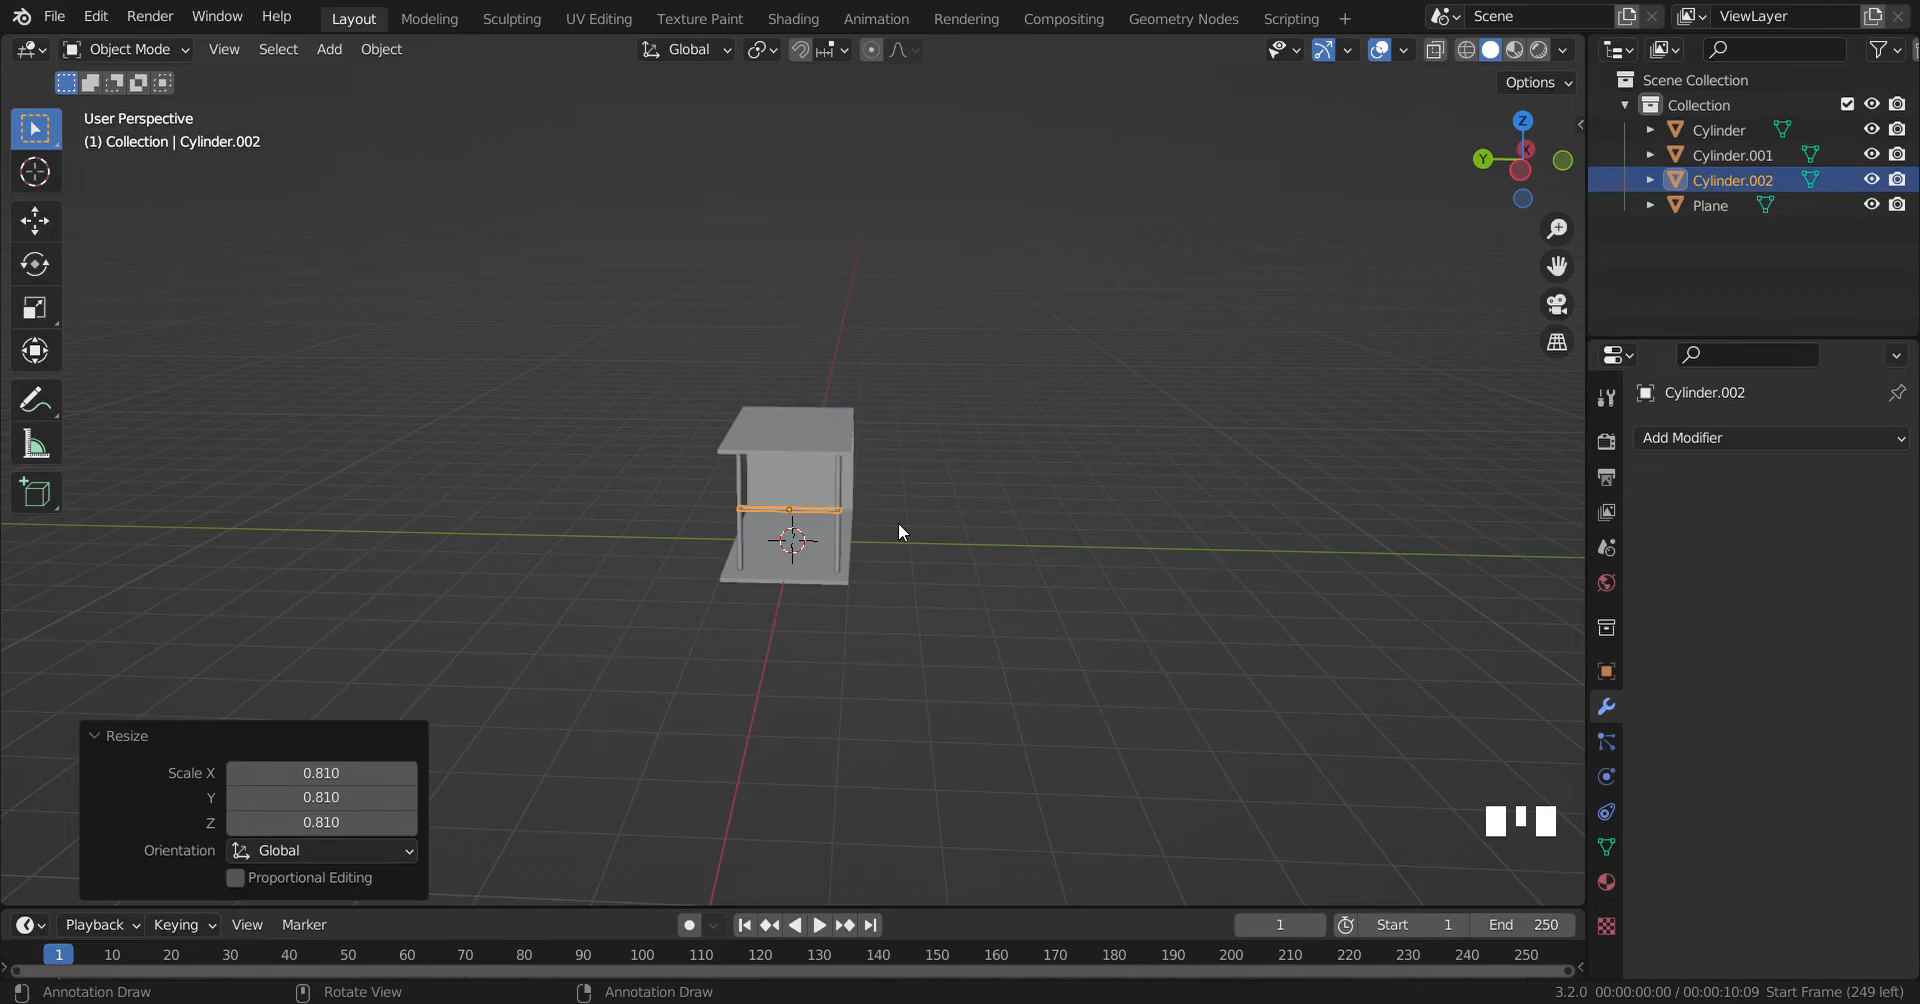 File Edit Render Window Help Layout Modeling Sculpting UV Editing Texture Paint Shading Animation Rendering Compositing Geometry Nodes Scripting + Scene ViewLayer
Object Mode View Select Add Object Global
Options
User Perspective
(1) Collection | Cylinder.002
Z
Y
X
Scene Collection
Collection
Cylinder
Cylinder.001
Cylinder.002
Plane
Cylinder.002
Add Modifier
Resize
Scale X 0.810
Y 0.810
Z 0.810
Orientation Global
Proportional Editing
Playback Keying View Marker 1 Start 1 End 250
1 10 20 30 40 50 60 70 80 90 100 110 120 130 140 150 160 170 180 190 200 210 220 230 240 250
Annotation Draw Rotate View Annotation Draw 3.2.0 00:00:00:00 / 00:00:10:09 Start Frame (249 left)